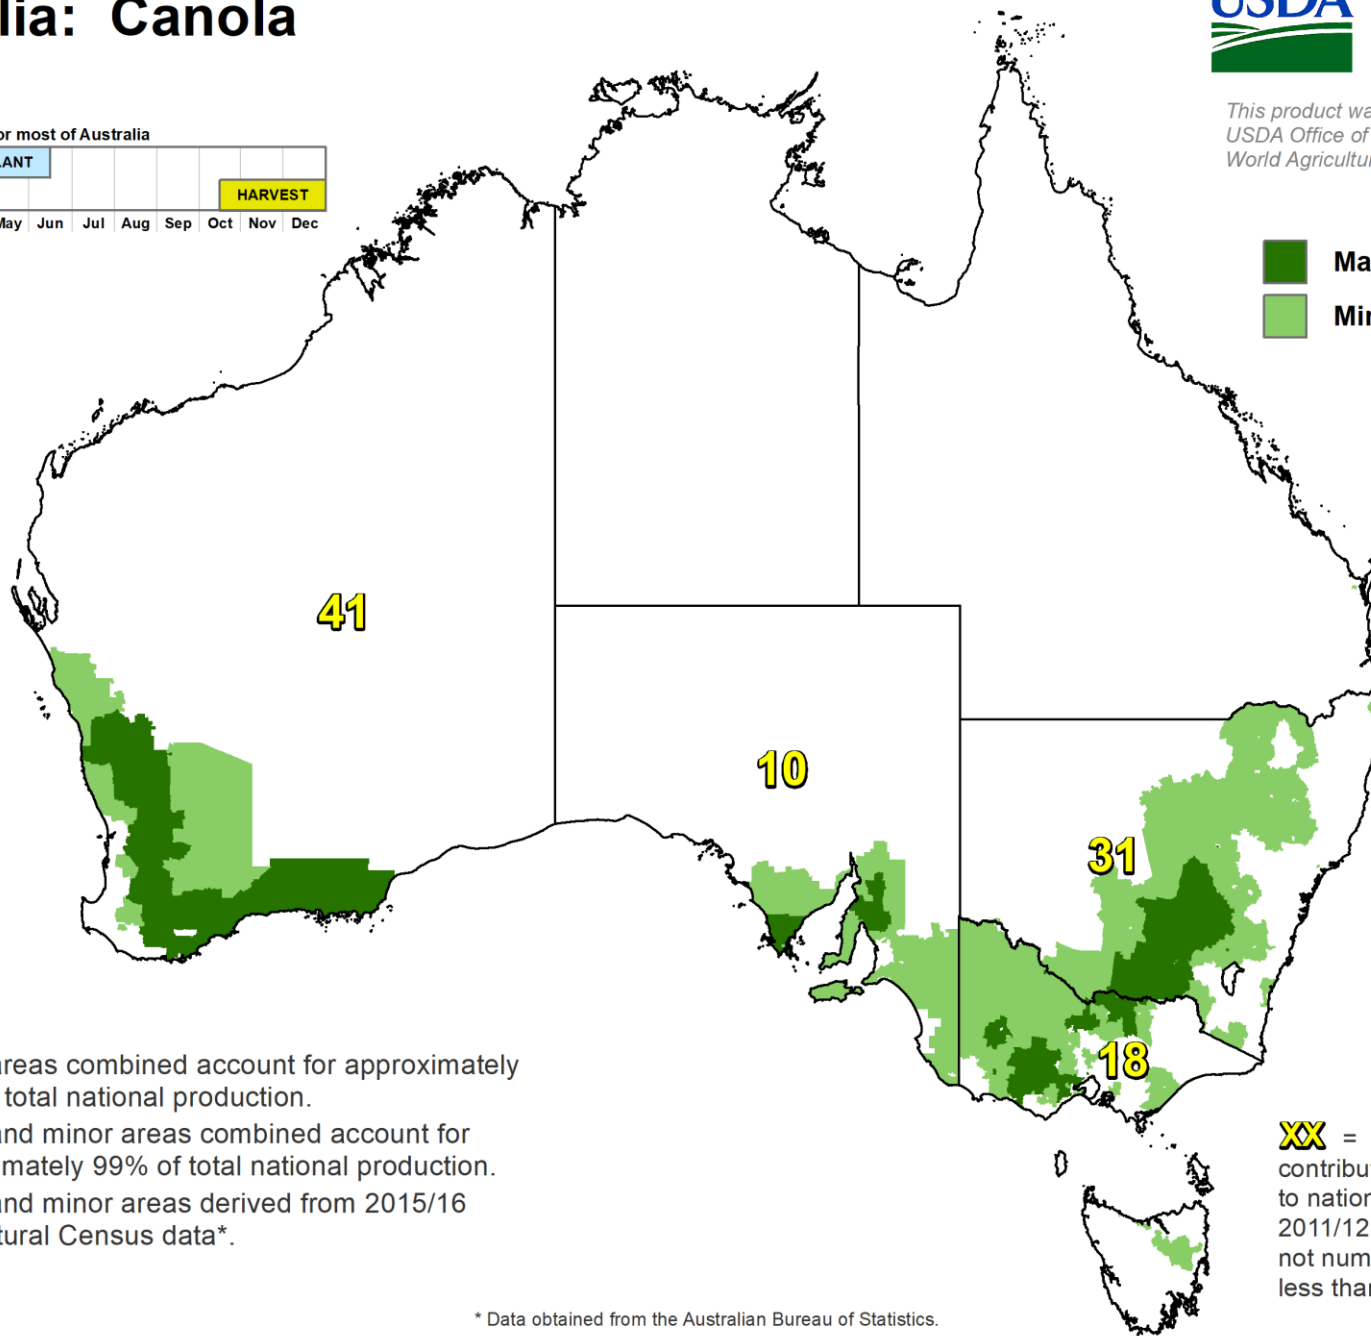 lia: Canola
USDA
This product wa
USDA Office of
World Agricultur
or most of Australia
LANT
HARVEST
May Jun Jul Aug Sep Oct Nov Dec
Ma
Min
41
10
31
18
areas combined account for approximately
total national production.
and minor areas combined account for
mately 99% of total national production.
and minor areas derived from 2015/16
tural Census data*.
XX =
contribu
to nation
2011/12
not num
less than
* Data obtained from the Australian Bureau of Statistics.